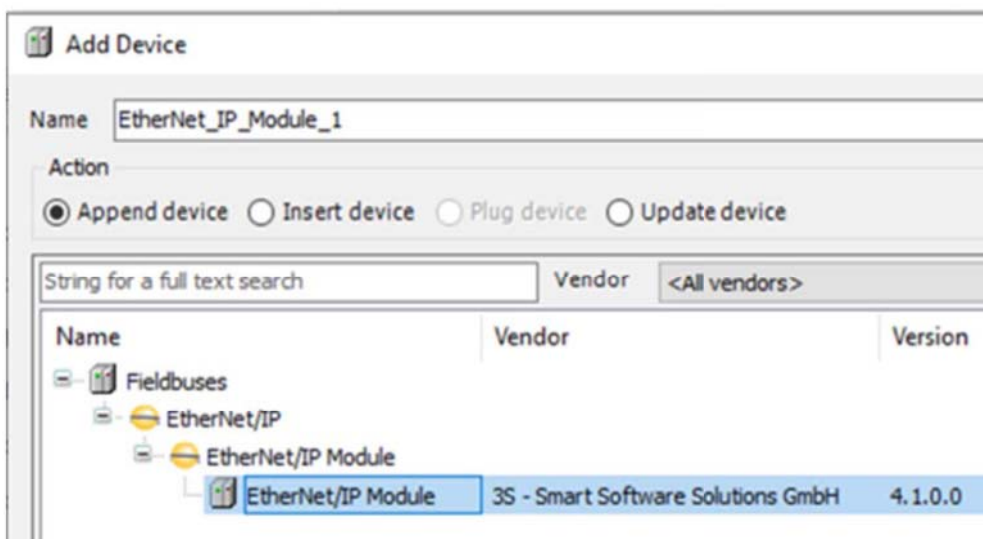 Add Device
Name EtherNet_IP_Module_1
Action
Append device Insert device Plug device Update device
String for a full text search Vendor <All vendors>
Name Vendor Version
Fieldbuses
EtherNet/IP
EtherNet/IP Module
EtherNet/IP Module 3S - Smart Software Solutions GmbH 4.1.0.0